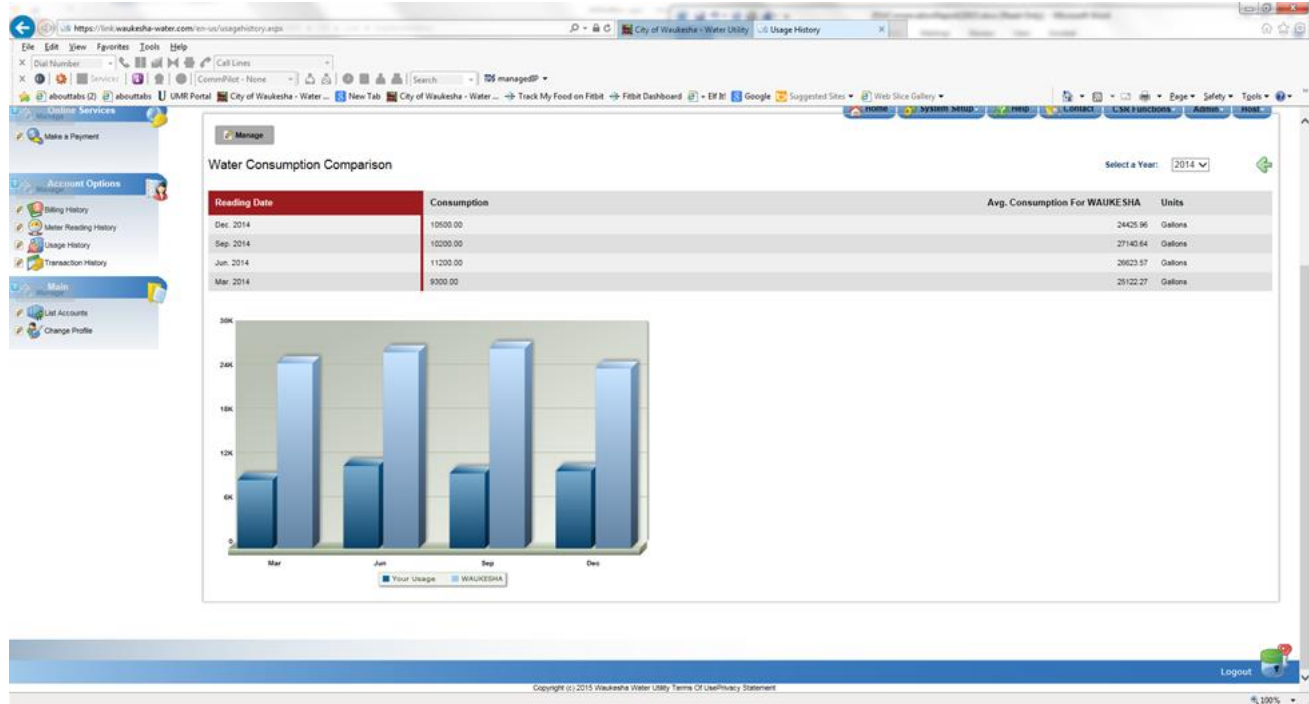 https://link.waukesha-water.com/en-us/usagehistory.aspx
City of Waukesha - Water Utility
Usage History
File Edit View Favorites Tools Help
Dial Number
Call Lines
Services
CommPilot - None
Search
TDS managedIP
abouttabs (2) abouttabs UMR Portal City of Waukesha - Water ... New Tab City of Waukesha - Water ... Track My Food on Fitbit Fitbit Dashboard Google Suggested Sites Web Slice Gallery
Page Safety Tools
Online Services
Manage
Make a Payment
Account Options
Manage
Billing History
Meter Reading History
Usage History
Transaction History
Main
Manage
List Accounts
Change Profile
Home System Setup Help Contact CSR Functions Admin Host
Manage
Water Consumption Comparison
Select a Year: 2014
Reading Date Consumption Avg. Consumption For WAUKESHA Units
Dec. 2014 10500.00 24425.96 Gallons
Sep. 2014 10200.00 27140.64 Gallons
Jun. 2014 11200.00 26623.57 Gallons
Mar. 2014 9300.00 25122.27 Gallons
30K
24K
18K
12K
6K
0
Mar Jun Sep Dec
Your Usage WAUKESHA
Logout
Copyright (c) 2015 Waukesha Water Utility Terms Of UsePrivacy Statement
100%